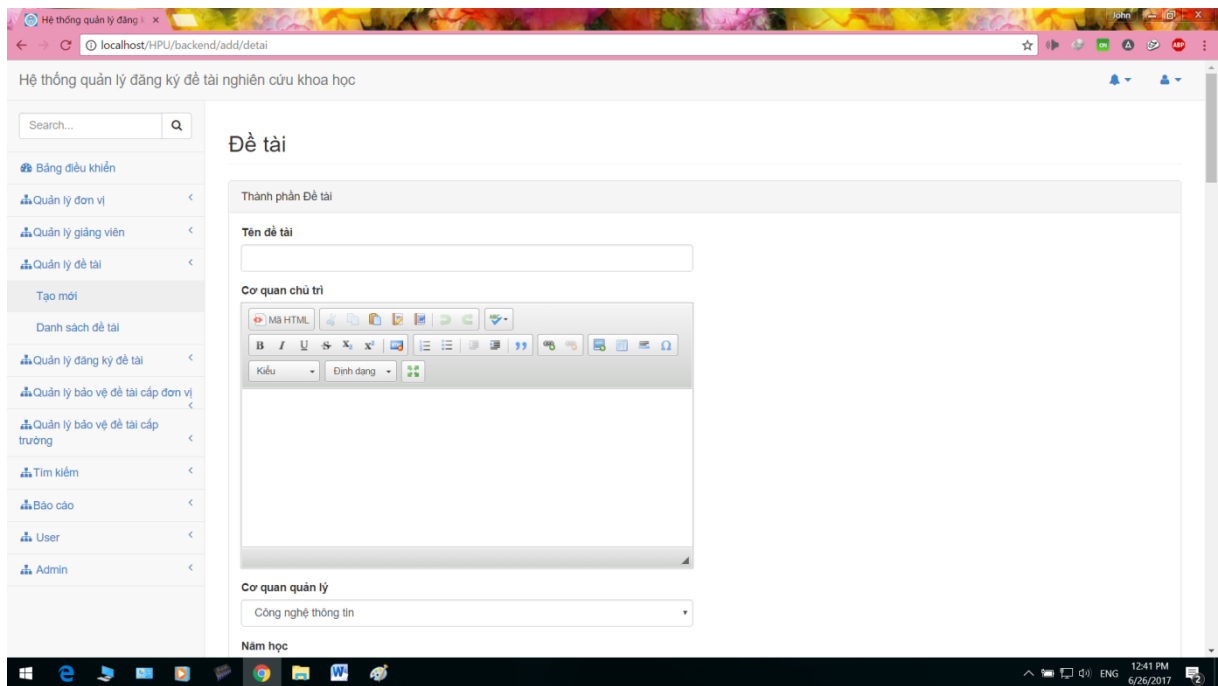 Hệ thống quản lý đăng k
John
localhost/HPU/backend/add/detai
ON
ABP
Hệ thống quản lý đăng ký đề tài nghiên cứu khoa học
Search...
Bảng điều khiển
Quản lý đơn vị
Quản lý giảng viên
Quản lý đề tài
Tạo mới
Danh sách đề tài
Quản lý đăng ký đề tài
Quản lý bảo vệ đề tài cấp đơn vị
Quản lý bảo vệ đề tài cấp
trường
Tìm kiếm
Báo cáo
User
Admin
Đề tài
Thành phần Đề tài
Tên đề tài
Cơ quan chủ trì
Mã HTML
B I U S X₂ x² Ω
Kiểu Định dạng
Cơ quan quản lý
Công nghệ thông tin
Năm học
ENG
12:41 PM
6/26/2017
2